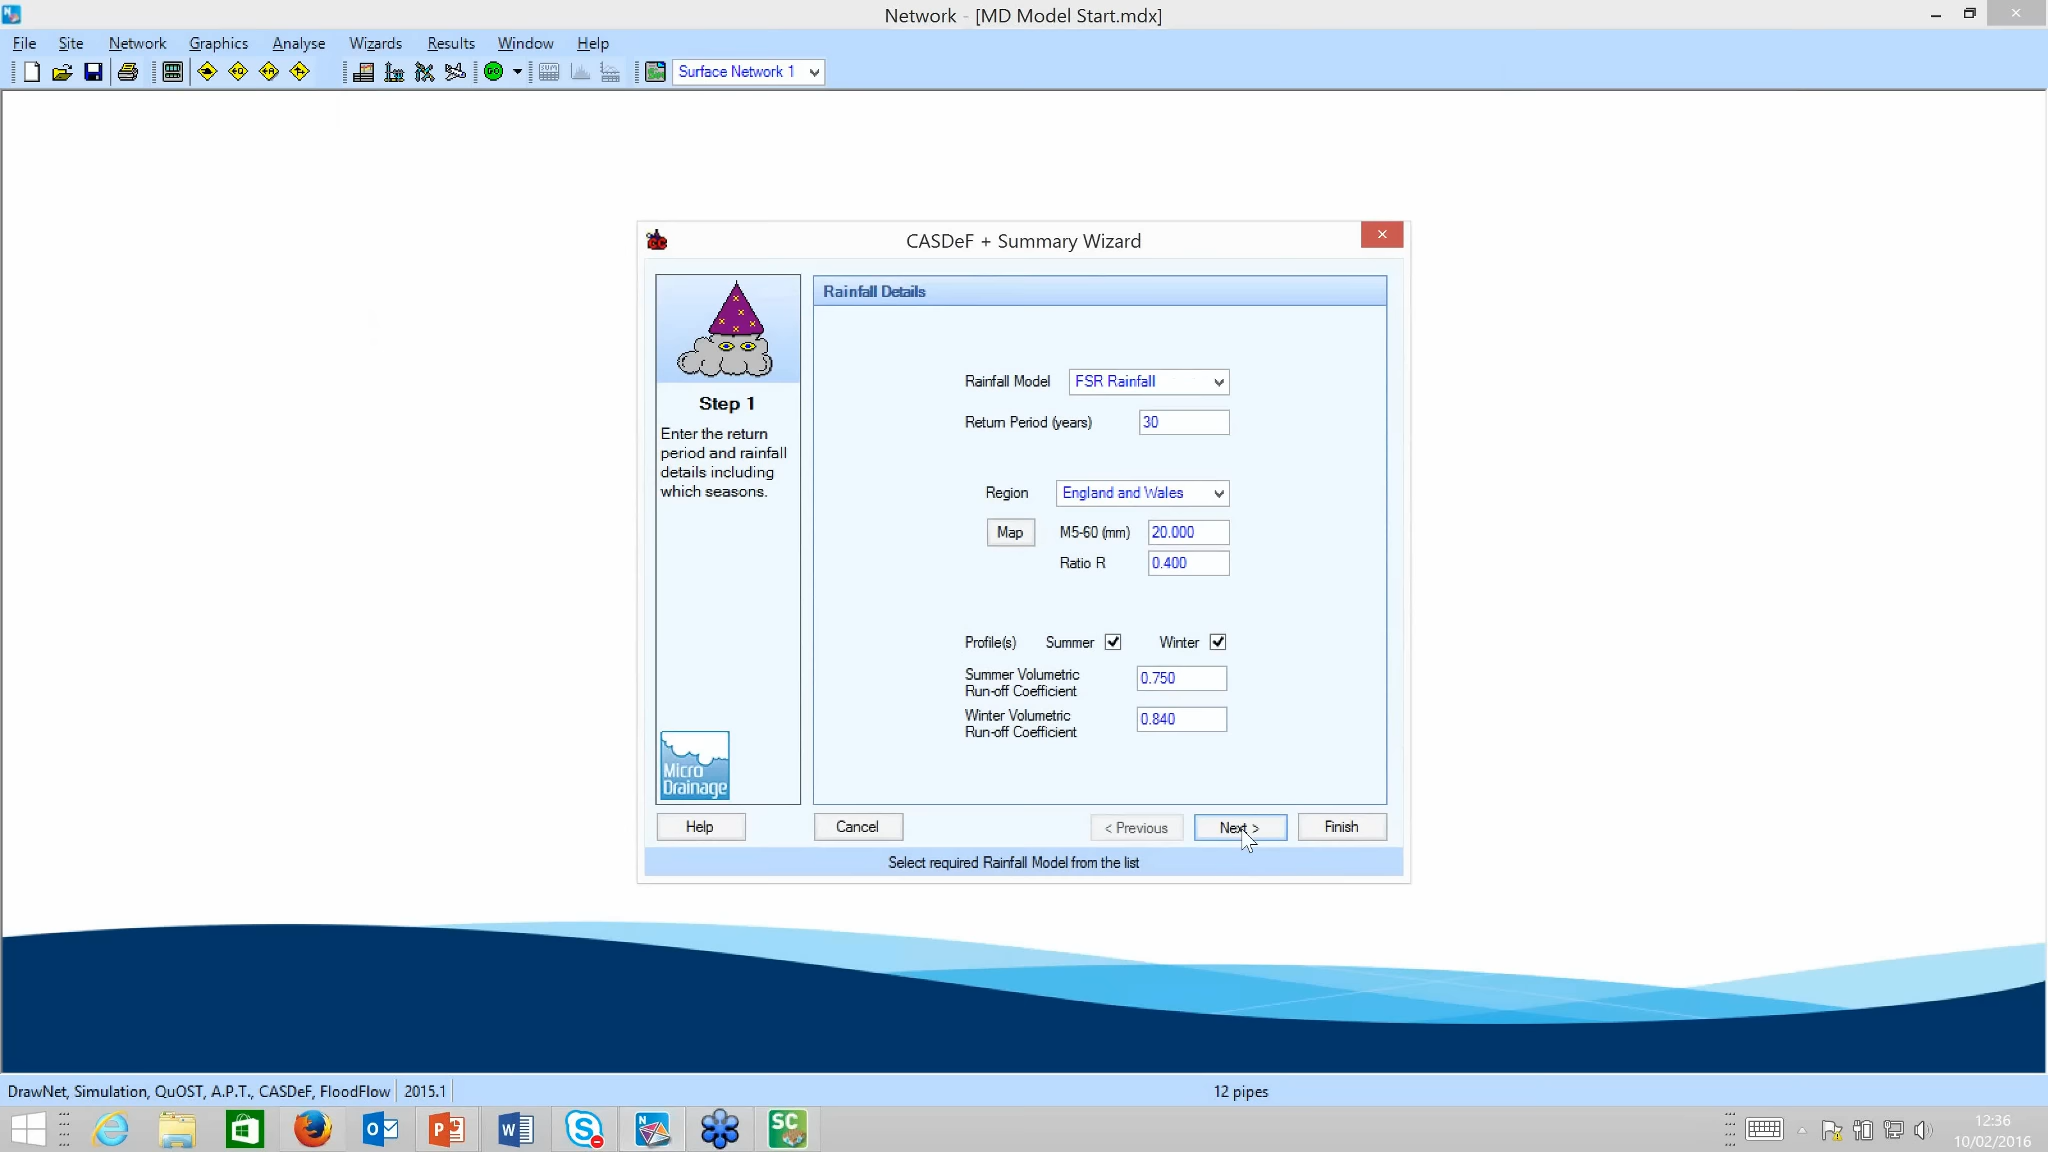 Network - [MD Model Start.mdx]
File Site Network Graphics Analyse Wizards Results Window Help
GO SUM Surface Network 1
CASDeF + Summary Wizard
Rainfall Details
Rainfall Model FSR Rainfall
Step 1
Return Period (years) 30
Enter the return
period and rainfall
details including
which seasons.
Region England and Wales
Map M5-60 (mm) 20.000
Ratio R 0.400
Profile(s) Summer Winter
Summer Volumetric
Run-off Coefficient 0.750
Winter Volumetric
Run-off Coefficient 0.840
Micro
Drainage
Help Cancel < Previous Next > Finish
Select required Rainfall Model from the list
DrawNet, Simulation, QuOST, A.P.T., CASDeF, FloodFlow 2015.1 12 pipes
SC
12:36
10/02/2016